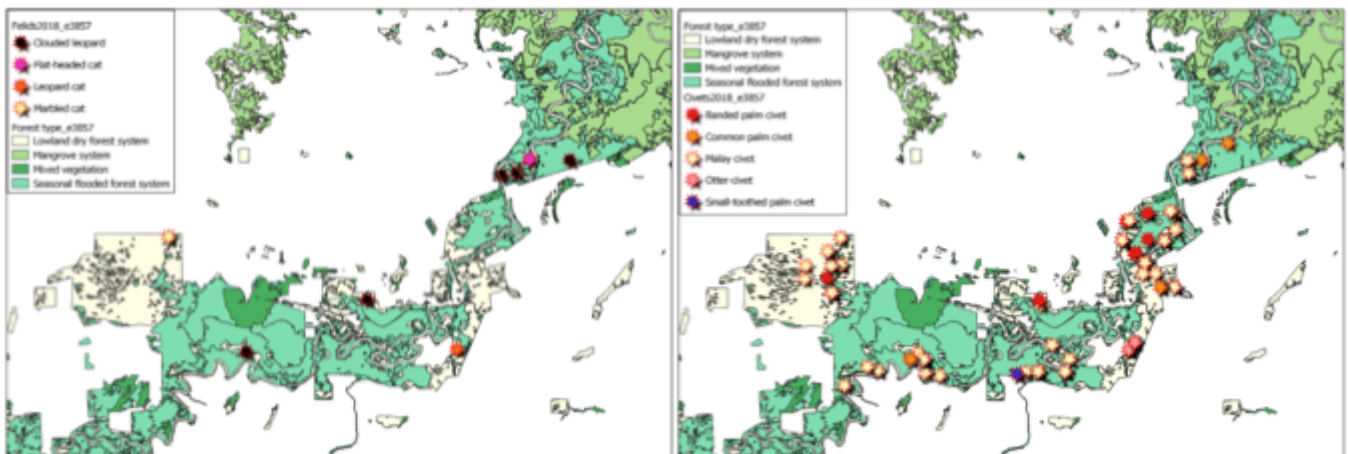 Felids2018_e3857
Clouded leopard
Flat-headed cat
Leopard cat
Marbled cat
Forest type_e3857
Lowland dry forest system
Mangrove system
Mixed vegetation
Seasonal flooded forest system
Forest type_e3857
Lowland dry forest system
Mangrove system
Mixed vegetation
Seasonal flooded forest system
Civets2018_e3857
Banded palm civet
Common palm civet
Malay civet
Otter civet
Small-toothed palm civet